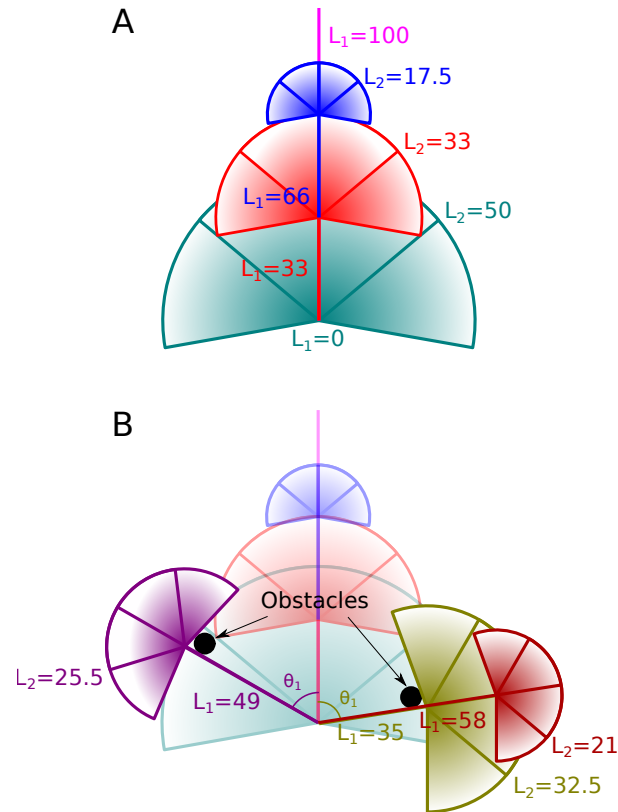 A
L₁=100
L₂=17.5
L₂=33
L₁=66
L₂=50
L₁=33
L₁=0
B
Obstacles
L₂=25.5
θ₁
θ₁
L₁=49
L₁=58
L₁=35
L₂=21
L₂=32.5